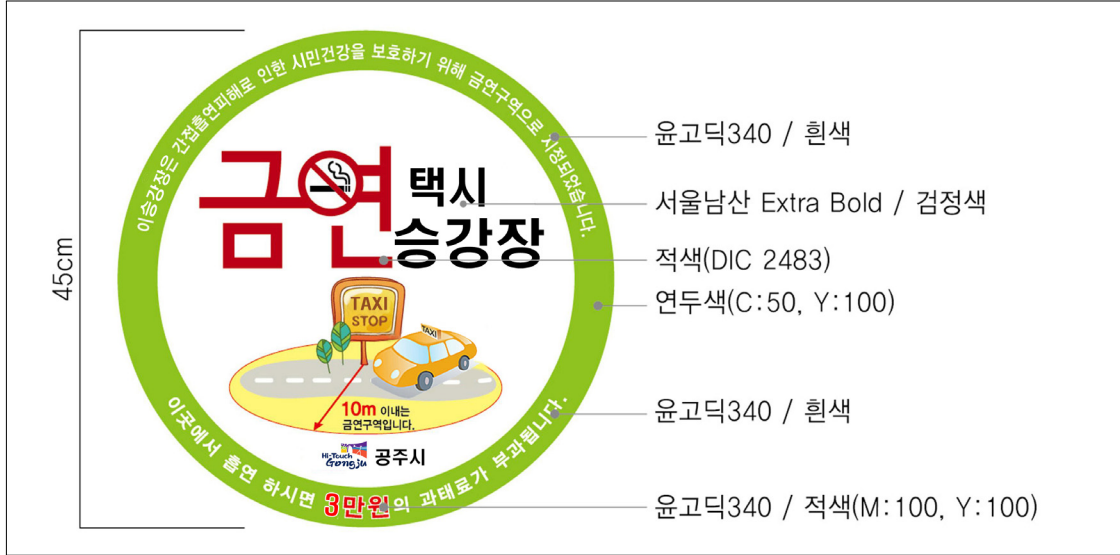 45cm
이승강장은 간접흡연피해로 인한 시민건강을 보호하기 위해 금연구역으로 지정되었습니다.
금연
택시
승강장
TAXI
STOP
TAXI
10m 이내는
금연구역입니다.
Hi-Touch
Gongju 공주시
이곳에서 흡연 하시면 3만원의 과태료가 부과됩니다.
윤고딕340 / 흰색
서울남산 Extra Bold / 검정색
적색(DIC 2483)
연두색(C:50, Y:100)
윤고딕340 / 흰색
윤고딕340 / 적색(M:100, Y:100)